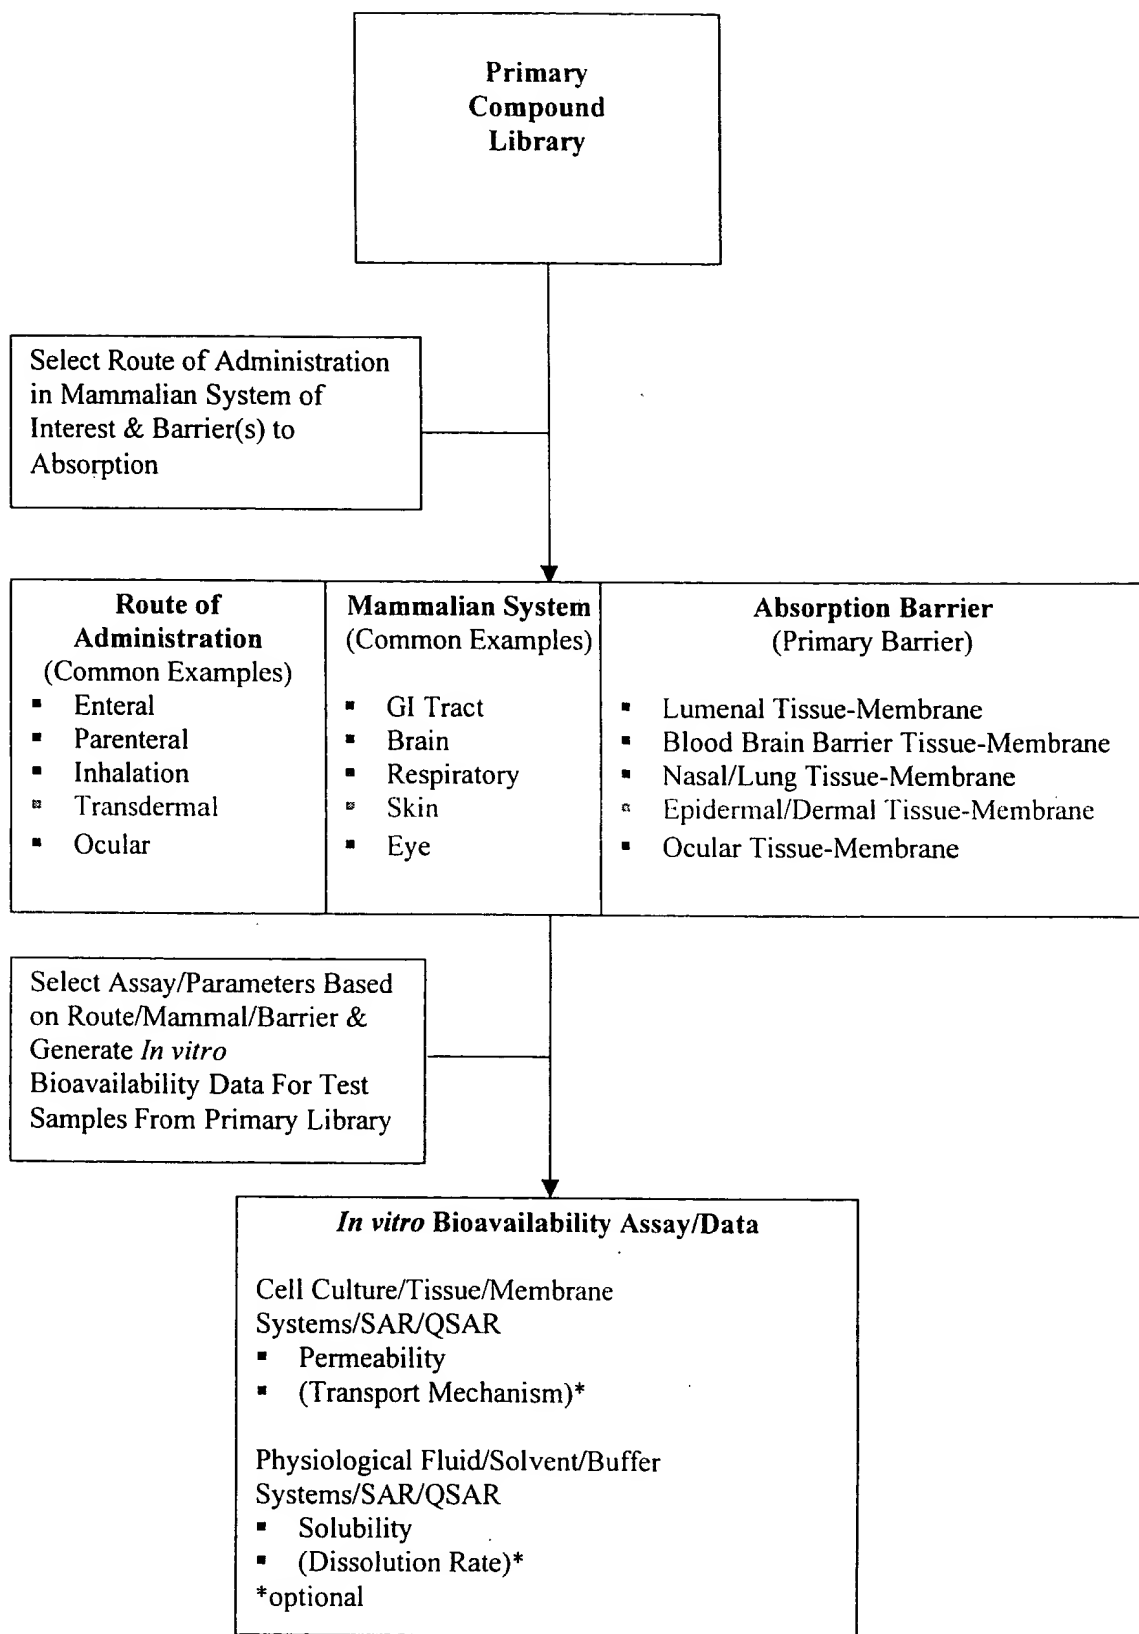 Primary
Compound
Library
Select Route of Administration
in Mammalian System of
Interest & Barrier(s) to
Absorption
Route of
Administration
(Common Examples)
▪ Enteral
▪ Parenteral
▪ Inhalation
▪ Transdermal
▪ Ocular
Mammalian System
(Common Examples)
▪ GI Tract
▪ Brain
▪ Respiratory
▪ Skin
▪ Eye
Absorption Barrier
(Primary Barrier)
▪ Lumenal Tissue-Membrane
▪ Blood Brain Barrier Tissue-Membrane
▪ Nasal/Lung Tissue-Membrane
▪ Epidermal/Dermal Tissue-Membrane
▪ Ocular Tissue-Membrane
Select Assay/Parameters Based
on Route/Mammal/Barrier &
Generate In vitro
Bioavailability Data For Test
Samples From Primary Library
In vitro Bioavailability Assay/Data
Cell Culture/Tissue/Membrane
Systems/SAR/QSAR
▪ Permeability
▪ (Transport Mechanism)*
Physiological Fluid/Solvent/Buffer
Systems/SAR/QSAR
▪ Solubility
▪ (Dissolution Rate)*
*optional